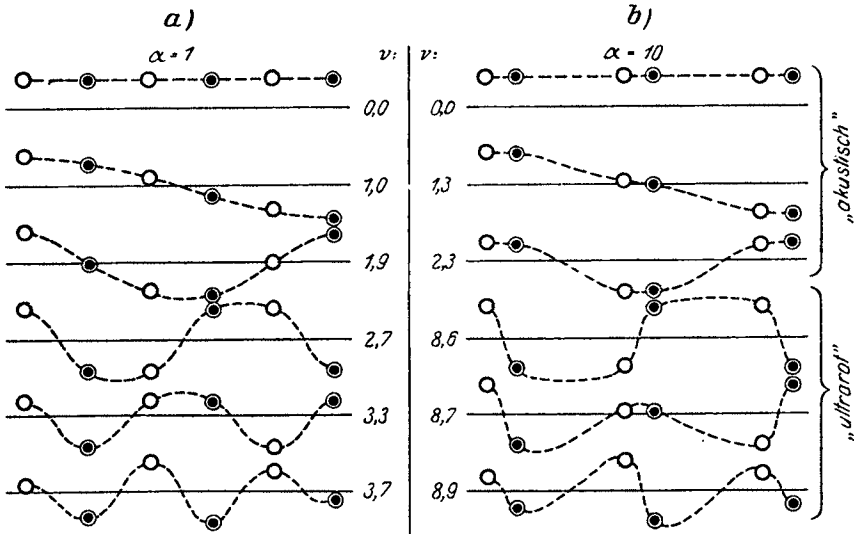 a)
b)
α = 1
ν:
ν:
α = 10
0,0
0,0
1,0
1,3
1,9
2,3
„akustisch”
2,7
8,6
3,3
8,7
3,7
8,9
„ultrarot”